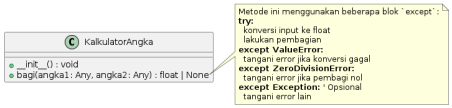 C KalkulatorAngka
__init__() : void
bagi(angka1: Any, angka2: Any) : float | None
Metode ini menggunakan beberapa blok `except`:
try:
konversi input ke float
lakukan pembagian
except ValueError:
tangani error jika konversi gagal
except ZeroDivisionError:
tangani error jika pembagi nol
except Exception: ' Opsional
tangani error lain